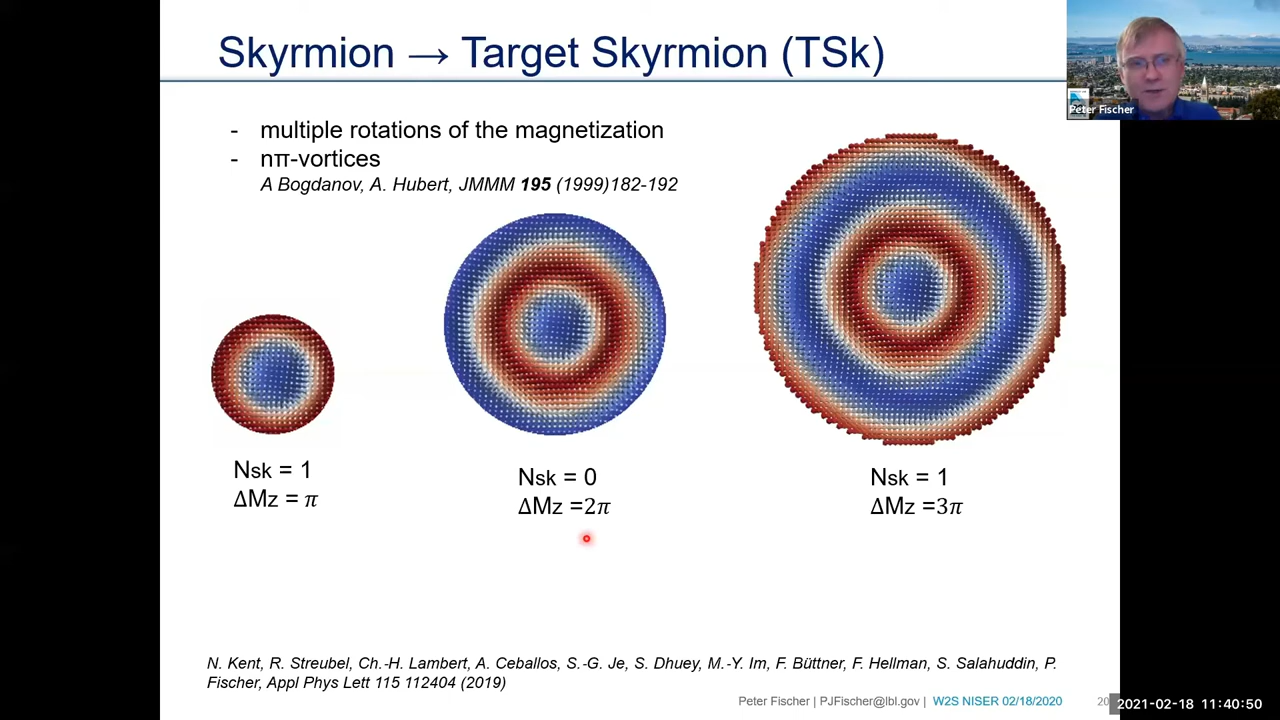 Skyrmion → Target Skyrmion (TSk)
Peter Fischer
- multiple rotations of the magnetization
- nπ-vortices
A Bogdanov, A. Hubert, JMMM 195 (1999)182-192
Nsk = 1
ΔMz = π
Nsk = 0
ΔMz =2π
Nsk = 1
ΔMz =3π
N. Kent, R. Streubel, Ch.-H. Lambert, A. Ceballos, S.-G. Je, S. Dhuey, M.-Y. Im, F. Büttner, F. Hellman, S. Salahuddin, P.
Fischer, Appl Phys Lett 115 112404 (2019)
Peter Fischer | PJFischer@lbl.gov | W2S NISER 02/18/2020 20
2021-02-18 11:40:50